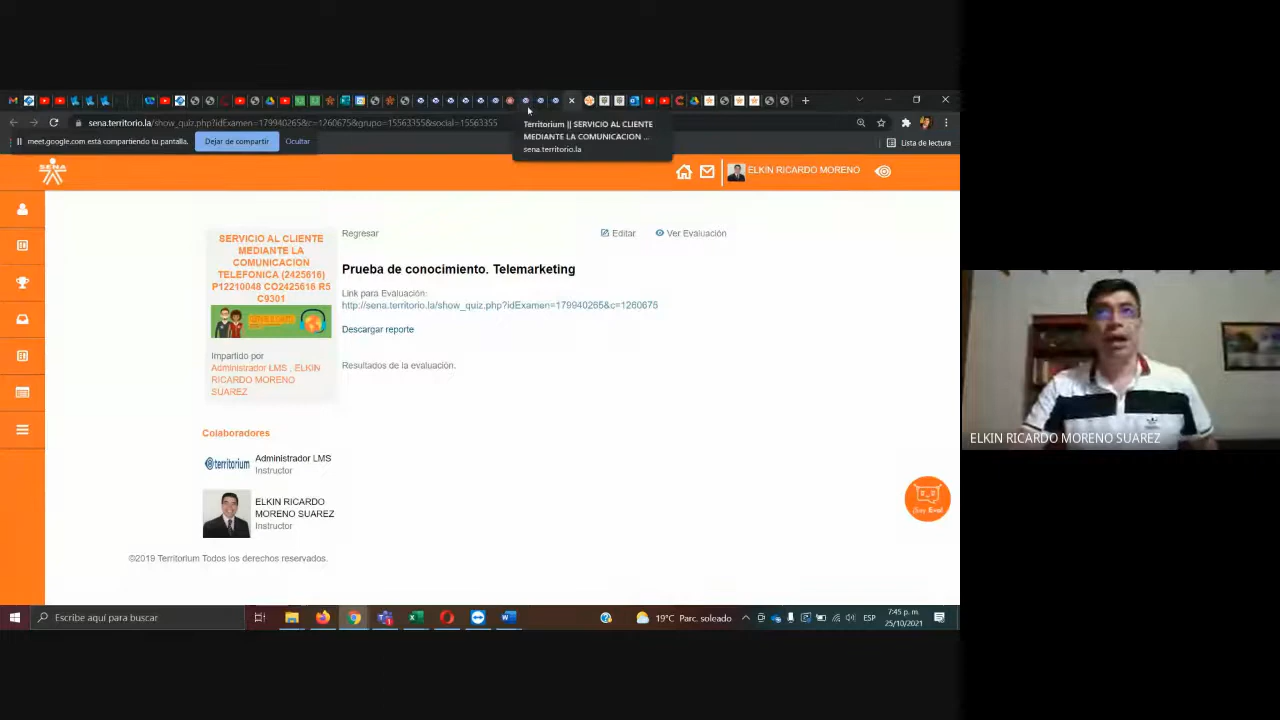 Territorium || SERVICIO AL CLIENTE
MEDIANTE LA COMUNICACION ...
sena.territorio.la
sena.territorio.la/show_quiz.php?idExamen=179940265&c=1260675&grupo=15563355&social=15563355
meet.google.com está compartiendo tu pantalla.
Dejar de compartir
Ocultar
Lista de lectura
SENA
ELKIN RICARDO MORENO
SERVICIO AL CLIENTE
MEDIANTE LA
COMUNICACION
TELEFONICA (2425616)
P12210048 CO2425616 R5
C9301
Impartido por
Administrador LMS , ELKIN
RICARDO MORENO
SUAREZ
Regresar
Editar
Ver Evaluación
Prueba de conocimiento. Telemarketing
Link para Evaluación:
http://sena.territorio.la/show_quiz.php?idExamen=179940265&c=1260675
Descargar reporte
Resultados de la evaluación.
Colaboradores
territorium
Administrador LMS
Instructor
ELKIN RICARDO
MORENO SUAREZ
Instructor
©2019 Territorium Todos los derechos reservados.
ELKIN RICARDO MORENO SUAREZ
Escribe aquí para buscar
19°C Parc. soleado
ESP
7:45 p. m.
25/10/2021